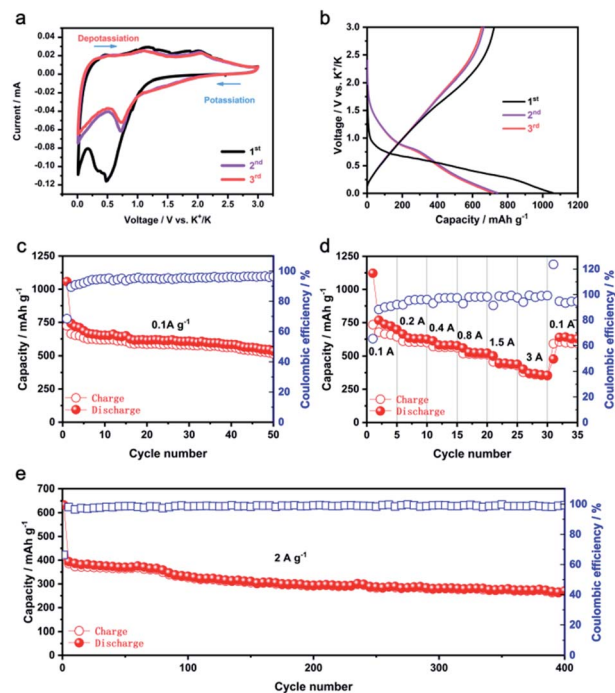 a
Depotassiation
Potassiation
1st
2nd
3rd
Current / mA
0.04
0.02
0.00
-0.02
-0.04
-0.06
-0.08
-0.10
-0.12
0.0 0.5 1.0 1.5 2.0 2.5 3.0
Voltage / V vs. K+/K
b
1st
2nd
3rd
Voltage / V vs. K+/K
3.0
2.5
2.0
1.5
1.0
0.5
0.0
0 200 400 600 800 1000 1200
Capacity / mAh g-1
c
0.1A g-1
Charge
Discharge
Capacity / mAh g-1
1250
1000
750
500
250
0
Coulombic efficiency / %
100
80
60
40
20
0
0 10 20 30 40 50
Cycle number
d
0.1 A
0.2 A
0.4 A
0.8 A
1.5 A
3 A
0.1 A
Charge
Discharge
Capacity / mAh g-1
1250
1000
750
500
250
0
Coulombic efficiency / %
120
100
80
60
40
20
0
0 5 10 15 20 25 30 35
Cycle number
e
2 A g-1
Charge
Discharge
Capacity / mAh g-1
700
600
500
400
300
200
100
0
Coulombic efficiency / %
100
80
60
40
20
0
0 100 200 300 400
Cycle number